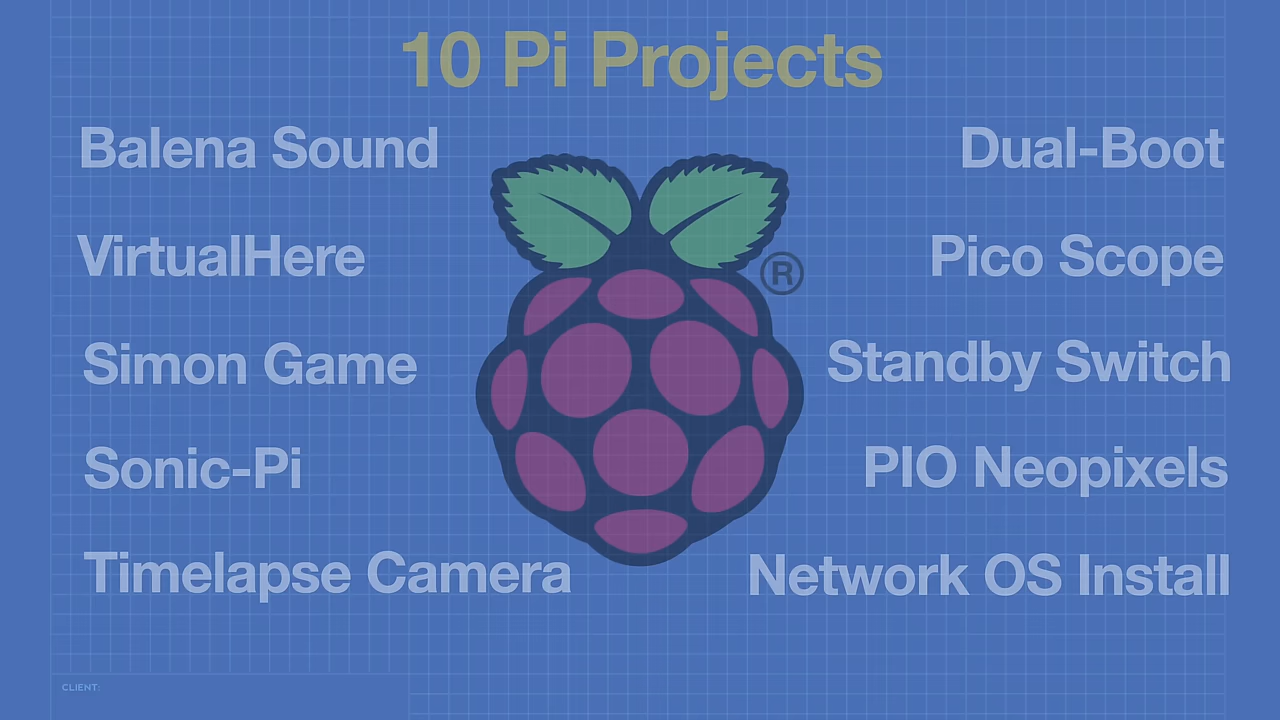 10 Pi Projects
Balena Sound
VirtualHere
Simon Game
Sonic-Pi
Timelapse Camera
Dual-Boot
Pico Scope
Standby Switch
PIO Neopixels
Network OS Install
®
CLIENT: